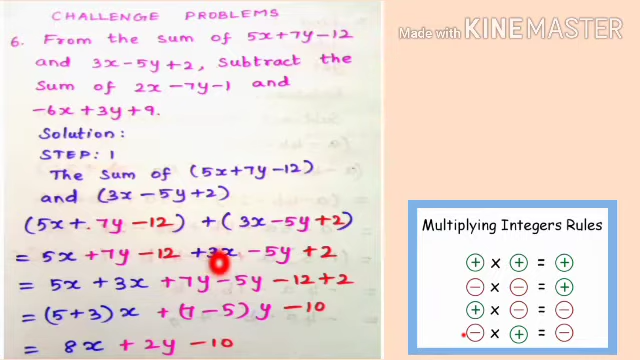 CHALLENGE PROBLEMS
6. From the sum of 5x+7y-12
and 3x-5y+2, subtract the
sum of 2x-7y-1 and
-6x+3y+9.
Solution:
STEP: 1
The sum of (5x+7y-12)
and (3x-5y+2)
(5x+7y-12) + (3x-5y+2)
= 5x+7y-12+3x-5y+2
= 5x+3x+7y-5y-12+2
= (5+3)x +(7-5)y -10
= 8x+2y-10
Made with KINEMASTER
Multiplying Integers Rules
+ × + = +
- × - = +
+ × - = -
- × + = -